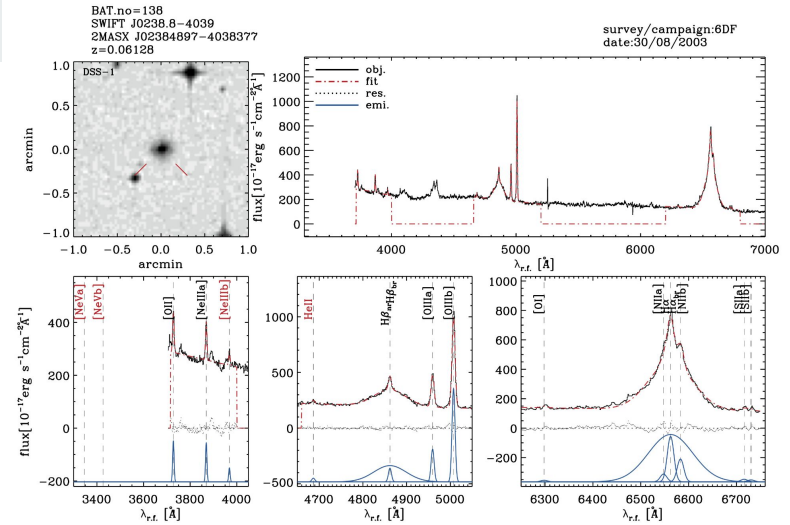 BAT.no=138
SWIFT J0238.8-4039
2MASX J02384897-4038377
z=0.06128
survey/campaign:6DF
date:30/08/2003
DSS-1
1.0
0.5
0.0
-0.5
-1.0
arcmin
-1.0 -0.5 0.0 0.5 1.0
arcmin
flux[10⁻¹⁷erg s⁻¹cm⁻²Å⁻¹]
obj.
fit
res.
emi.
1200
1000
800
600
400
200
0
4000 5000 6000 7000
λr.f. [Å]
flux[10⁻¹⁷erg s⁻¹cm⁻²Å⁻¹]
[NeVa]
[NeVb]
[OII]
[NeIIIa]
[NeIIIb]
400
200
0
-200
3400 3600 3800 4000
λr.f. [Å]
HeII
Hβnar Hβbr
[OIIIa]
[OIIIb]
1000
500
0
-500
4700 4800 4900 5000
λr.f. [Å]
[OI]
[NIIa]
[NIIb]
[SIIa]
[SIIb]
1000
800
600
400
200
0
-200
6300 6400 6500 6600 6700
λr.f. [Å]